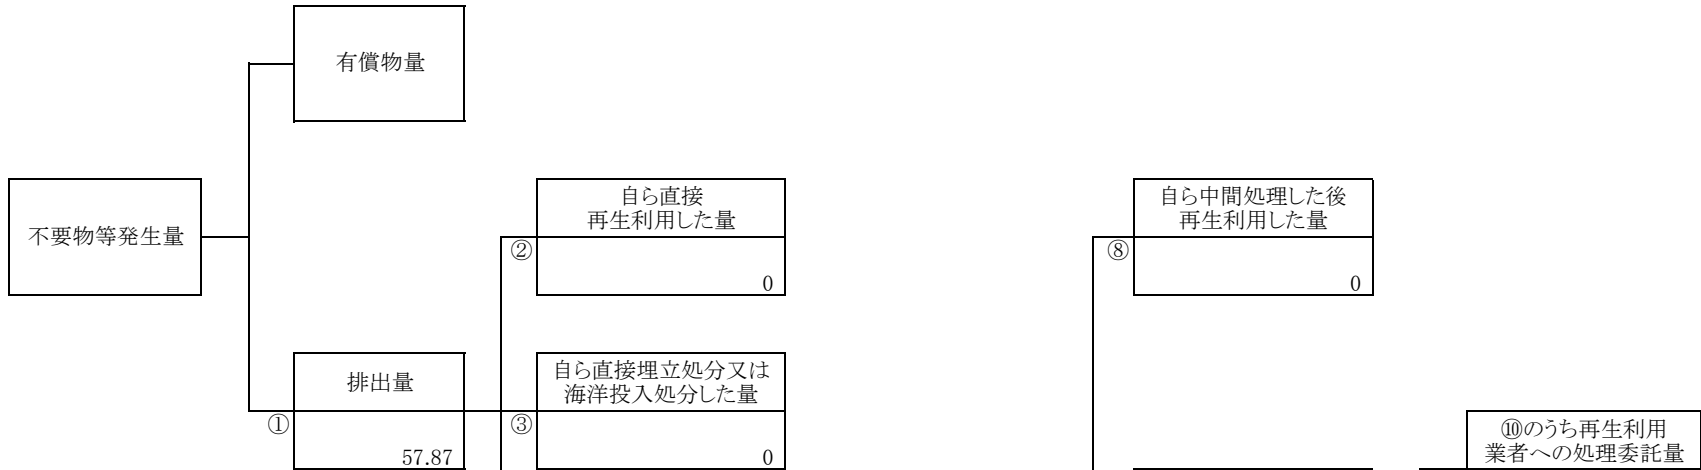 有償物量
不要物等発生量
自ら直接
再生利用した量
②
0
自ら中間処理した後
再生利用した量
⑧
0
排出量
①
57.87
自ら直接埋立処分又は
海洋投入処分した量
③
0
⑩のうち再生利用
業者への処理委託量